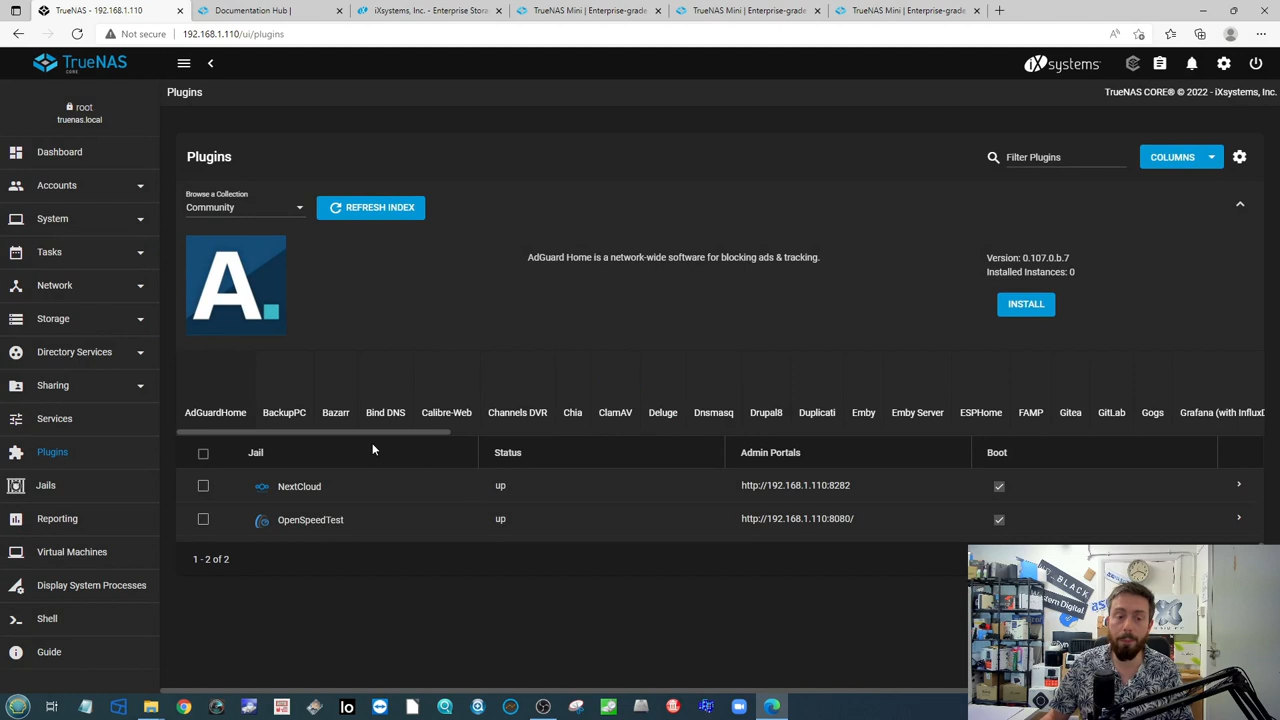 TrueNAS - 192.168.1.110
Documentation Hub |
iXsystems, Inc. - Enterprise Stora
TrueNAS Mini | Enterprise-grade
TrueNAS Mini | Enterprise-grade
TrueNAS Mini | Enterprise-grade
Not secure
192.168.1.110/ui/plugins
TrueNAS
CORE
iXsystems
root
truenas.local
Plugins
TrueNAS CORE® © 2022 - iXsystems, Inc.
Dashboard
Accounts
System
Tasks
Network
Storage
Directory Services
Sharing
Services
Plugins
Jails
Reporting
Virtual Machines
Display System Processes
Shell
Guide
Plugins
Filter Plugins
COLUMNS
Browse a Collection
Community
REFRESH INDEX
A
AdGuard Home is a network-wide software for blocking ads & tracking.
Version: 0.107.0.b.7
Installed Instances: 0
INSTALL
AdGuardHome BackupPC Bazarr Bind DNS Calibre-Web Channels DVR Chia ClamAV Deluge Dnsmasq Drupal8 Duplicati Emby Emby Server ESPHome FAMP Gitea GitLab Gogs Grafana (with InfluxD
Jail Status Admin Portals Boot
NextCloud up http://192.168.1.110:8282
OpenSpeedTest up http://192.168.1.110:8080/
1 - 2 of 2
BLACK
Western Digital